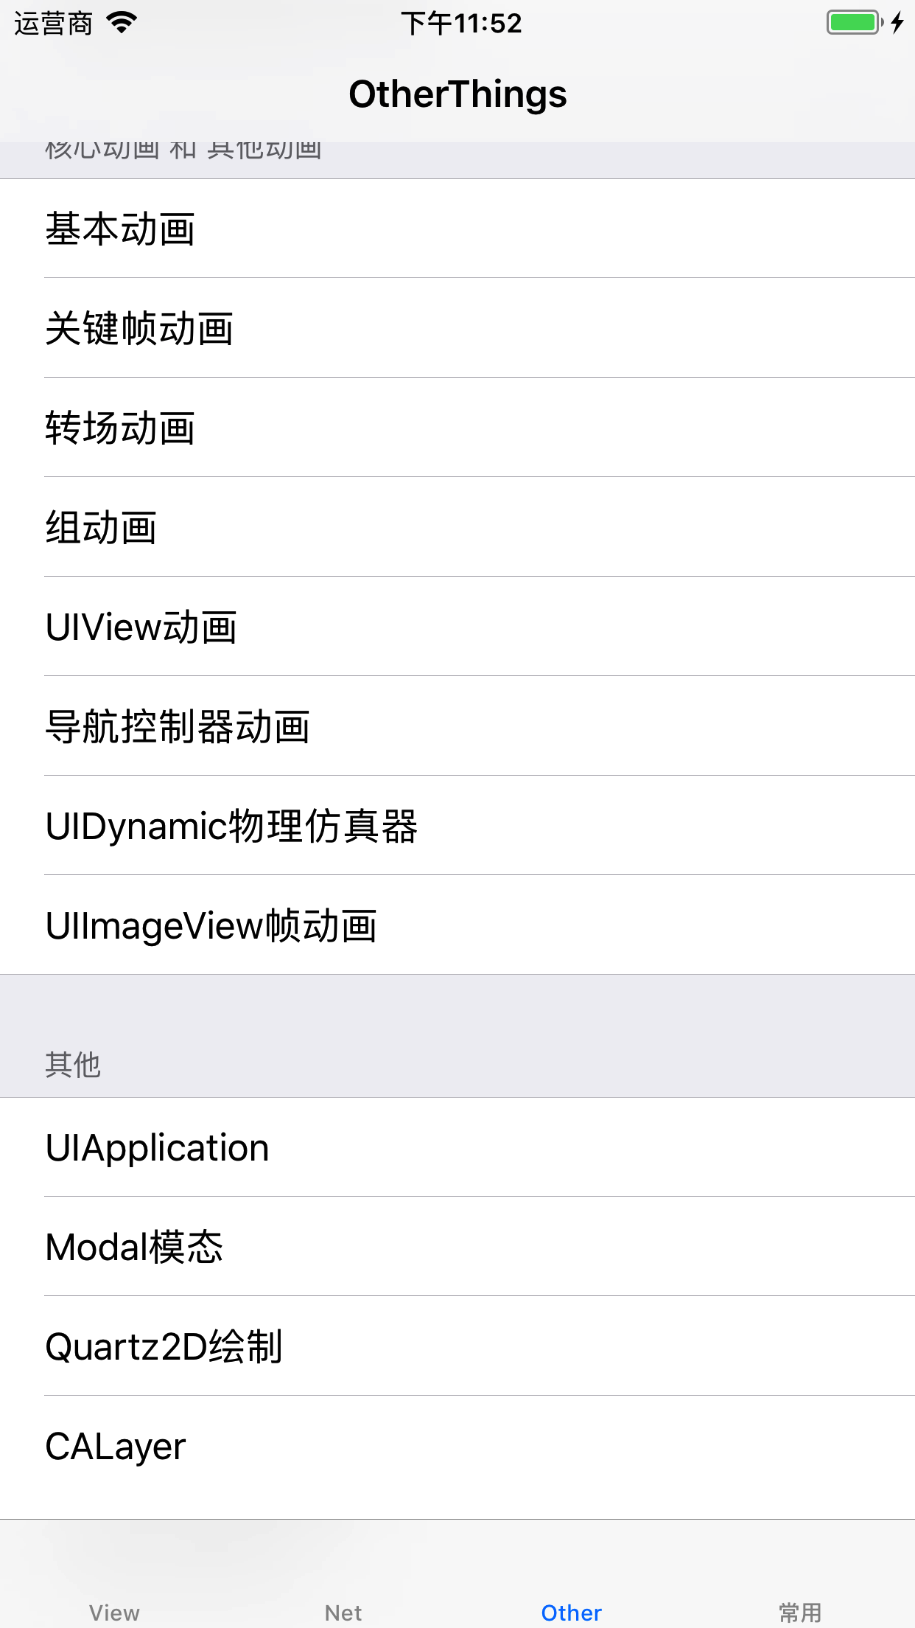 运营商 下午11:52
OtherThings
核心动画 和 其他动画
基本动画
关键帧动画
转场动画
组动画
UIView动画
导航控制器动画
UIDynamic物理仿真器
UIImageView帧动画
其他
UIApplication
Modal模态
Quartz2D绘制
CALayer
View Net Other 常用